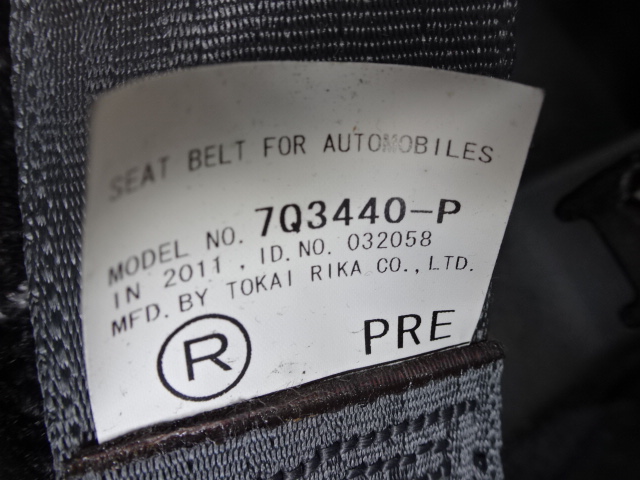 SEAT BELT FOR AUTOMOBILES
MODEL NO. 7Q3440-P
IN 2011, ID.NO. 032058
MFD. BY TOKAI RIKA CO., LTD.
R PRE